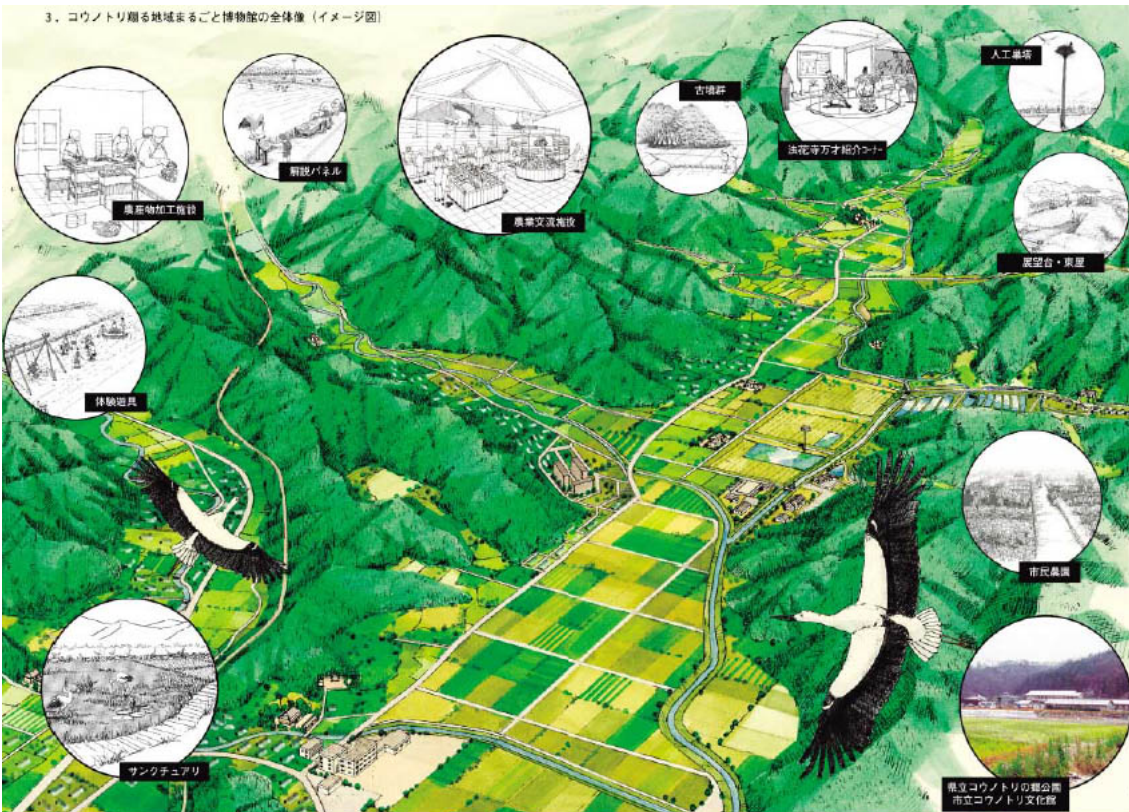 3. コウノトリ翔る地域まるごと博物館の全体像（イメージ図）
人工巣塔
古墳群
法花寺万才紹介コーナー
解説パネル
農産物加工施設
農業交流施設
展望台・東屋
体験遊具
市民農園
サンクチュアリ
県立コウノトリの郷公園
市立コウノトリ文化館